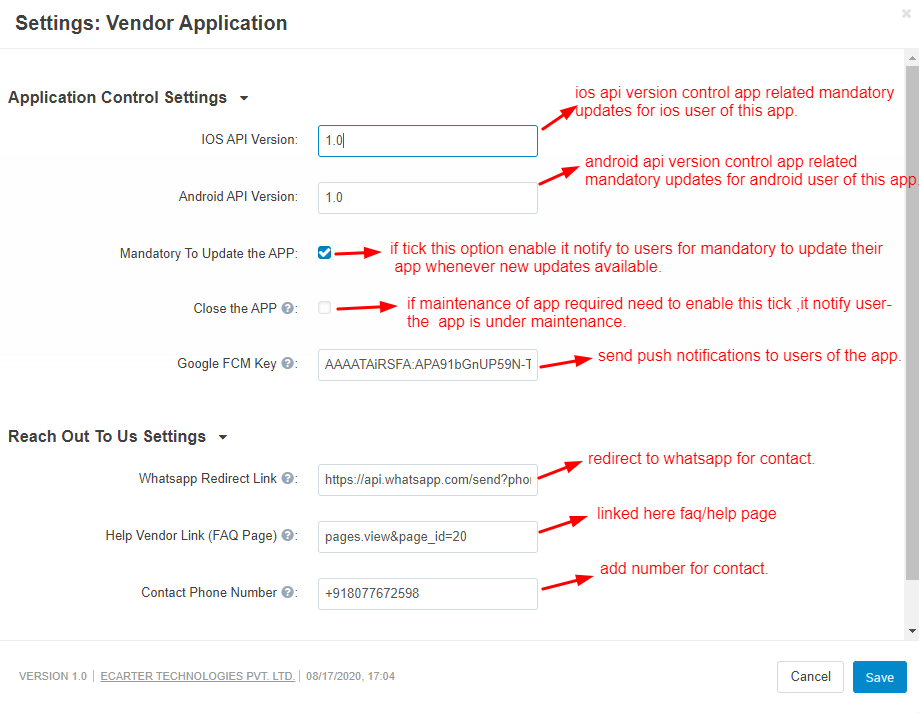 Settings: Vendor Application
Application Control Settings
ios api version control app related mandatory
updates for ios user of this app.
IOS API Version:
1.0
android api version control app related
mandatory updates for android user of this app.
Android API Version:
1.0
Mandatory To Update the APP:
if tick this option enable it notify to users for mandatory to update their
app whenever new updates available.
Close the APP ?:
if maintenance of app required need to enable this tick ,it notify user-
the app is under maintenance.
Google FCM Key ?:
AAAATAiRSFA:APA91bGnUP59N-T
send push notifications to users of the app.
Reach Out To Us Settings
Whatsapp Redirect Link ?:
https://api.whatsapp.com/send?pho
redirect to whatsapp for contact.
Help Vendor Link (FAQ Page) ?:
pages.view&page_id=20
linked here faq/help page
Contact Phone Number ?:
+918077672598
add number for contact.
VERSION 1.0 | ECARTER TECHNOLOGIES PVT. LTD. | 08/17/2020, 17:04
Cancel
Save